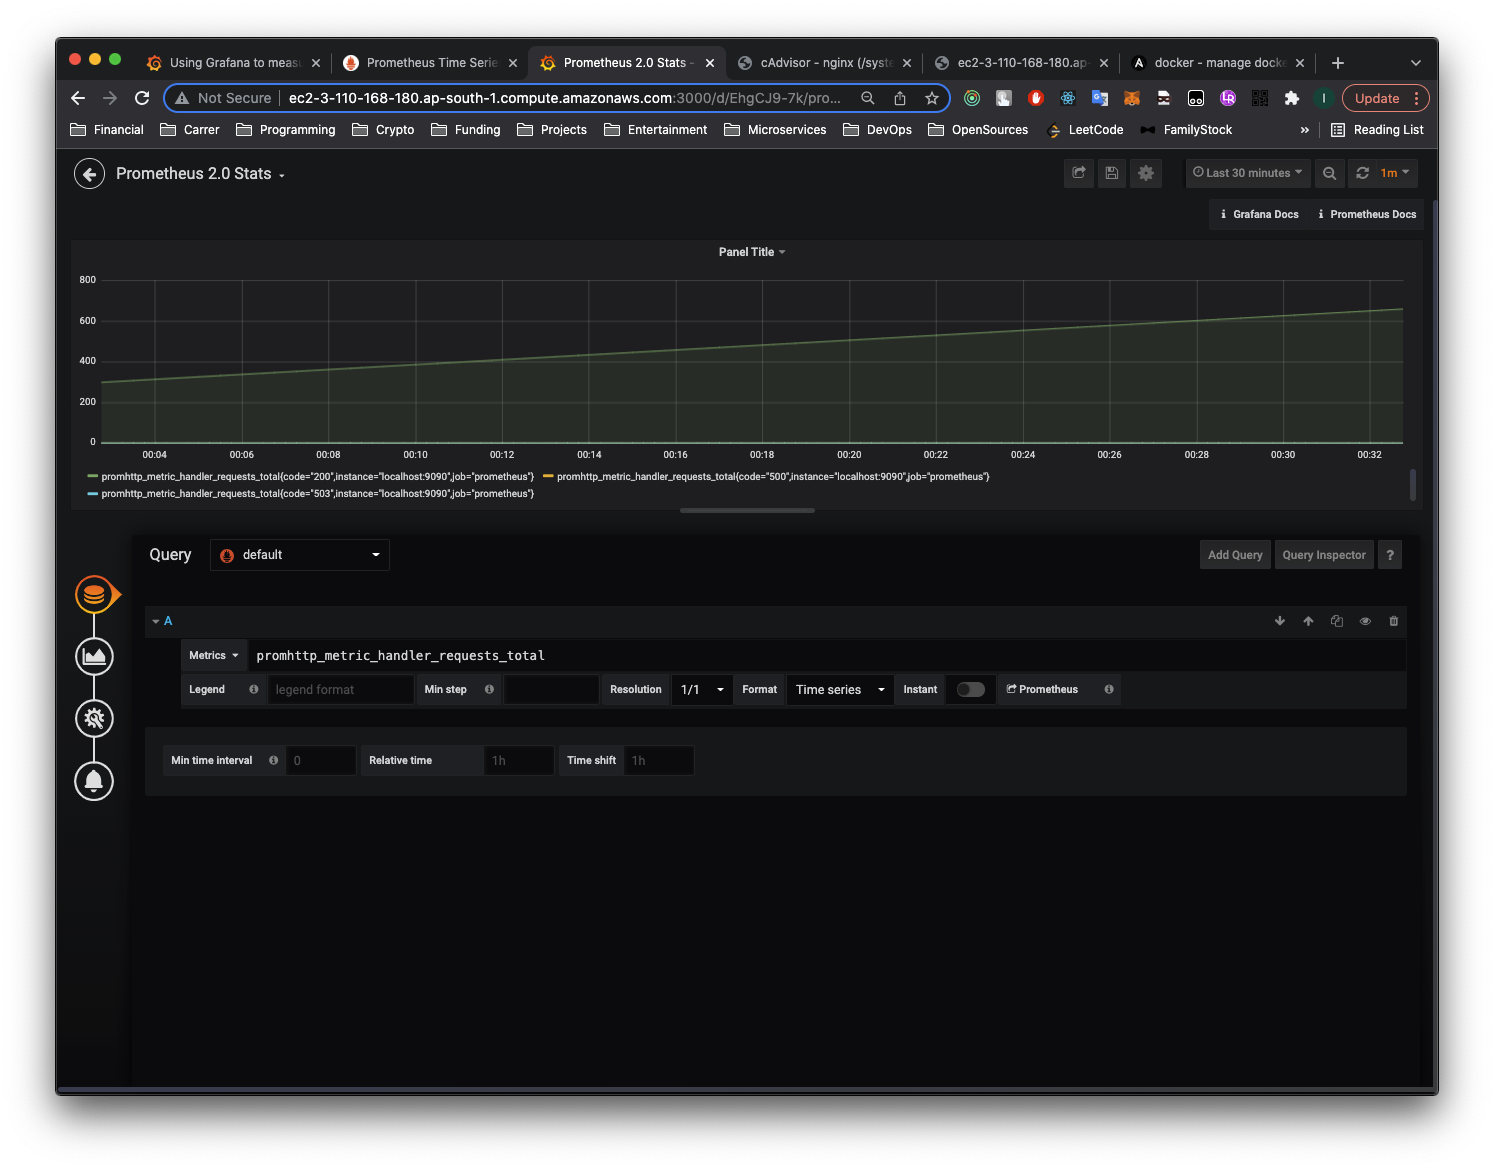 Using Grafana to meas
Prometheus Time Serie
Prometheus 2.0 Stats -
cAdvisor - nginx (/syste
ec2-3-110-168-180.ap-
docker - manage docke
Not Secure
ec2-3-110-168-180.ap-south-1.compute.amazonaws.com:3000/d/EhgCJ9-7k/pro...
Update
Financial
Carrer
Programming
Crypto
Funding
Projects
Entertainment
Microservices
DevOps
OpenSources
LeetCode
FamilyStock
»
Reading List
Prometheus 2.0 Stats
Last 30 minutes
1m
Grafana Docs
Prometheus Docs
Panel Title
800
600
400
200
0
00:04 00:06 00:08 00:10 00:12 00:14 00:16 00:18 00:20 00:22 00:24 00:26 00:28 00:30 00:32
promhttp_metric_handler_requests_total{code="200",instance="localhost:9090",job="prometheus"} promhttp_metric_handler_requests_total{code="500",instance="localhost:9090",job="prometheus"}
promhttp_metric_handler_requests_total{code="503",instance="localhost:9090",job="prometheus"}
Query
default
Add Query
Query Inspector
?
A
Metrics
promhttp_metric_handler_requests_total
Legend
legend format
Min step
Resolution
1/1
Format
Time series
Instant
Prometheus
Min time interval
0
Relative time
1h
Time shift
1h